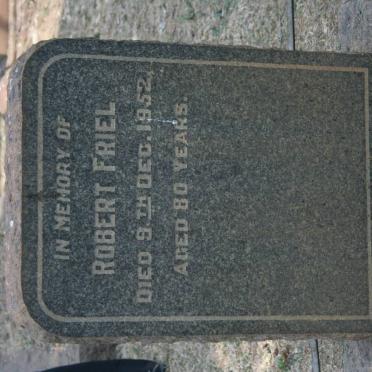 IN MEMORY OF
ROBERT FRIEL
DIED 9TH DEC. 1952,
AGED 80 YEARS.